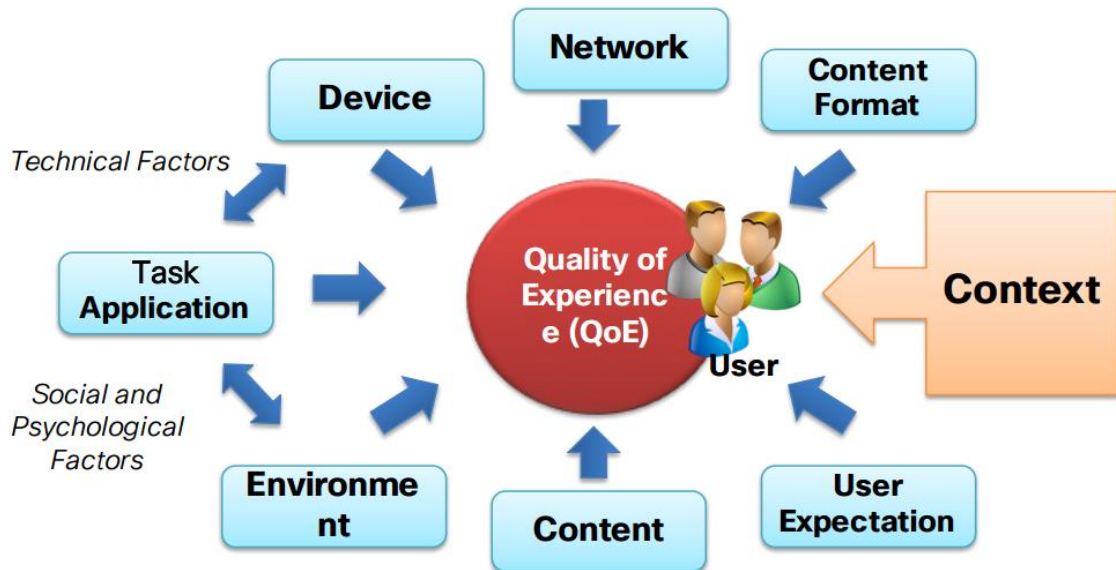 Network
Device
Content
Format
Technical Factors
Task
Application
Quality of
Experienc
e (QoE)
User
Context
Social and
Psychological
Factors
Environme
nt
Content
User
Expectation